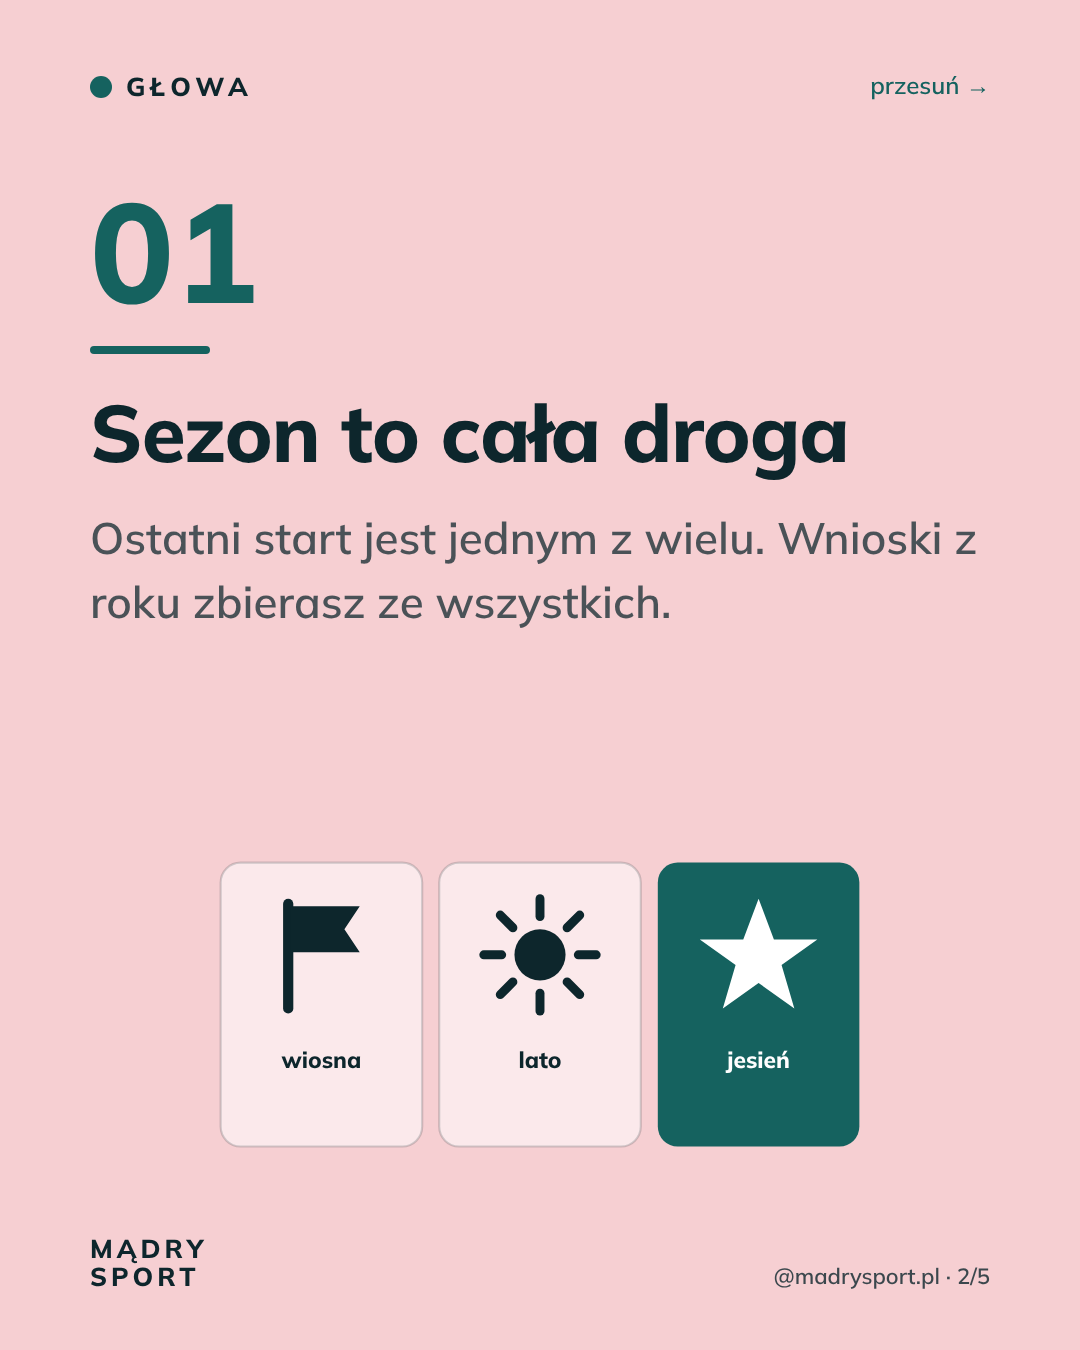 GŁOWA
przesuń →
01
Sezon to cała droga
Ostatni start jest jednym z wielu. Wnioski z
roku zbierasz ze wszystkich.
wiosna
lato
jesień
MĄDRY
SPORT
@madrysport.pl · 2/5